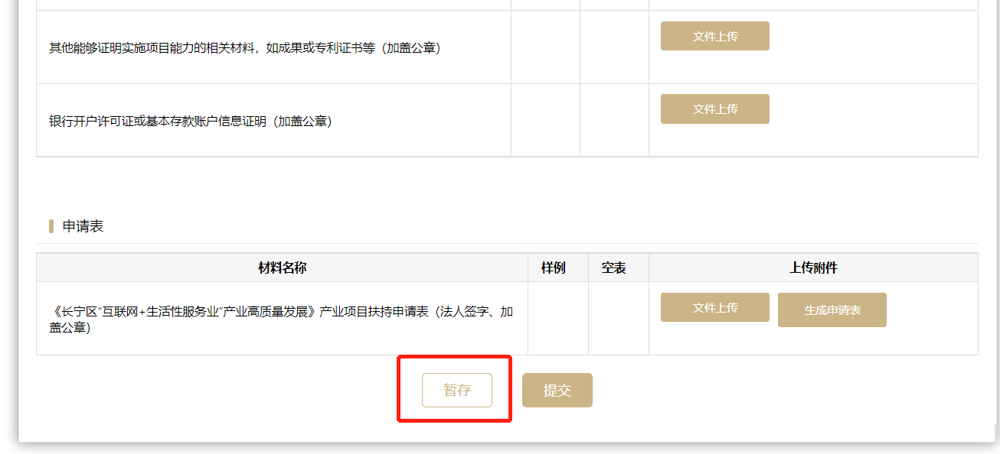 其他能够证明实施项目能力的相关材料，如成果或专利证书等（加盖公章）
文件上传
银行开户许可证或基本存款账户信息证明（加盖公章）
文件上传
申请表
材料名称
样例
空表
上传附件
《长宁区“互联网+生活性服务业”产业高质量发展》产业项目扶持申请表（法人签字、加
盖公章）
文件上传
生成申请表
暂存
提交